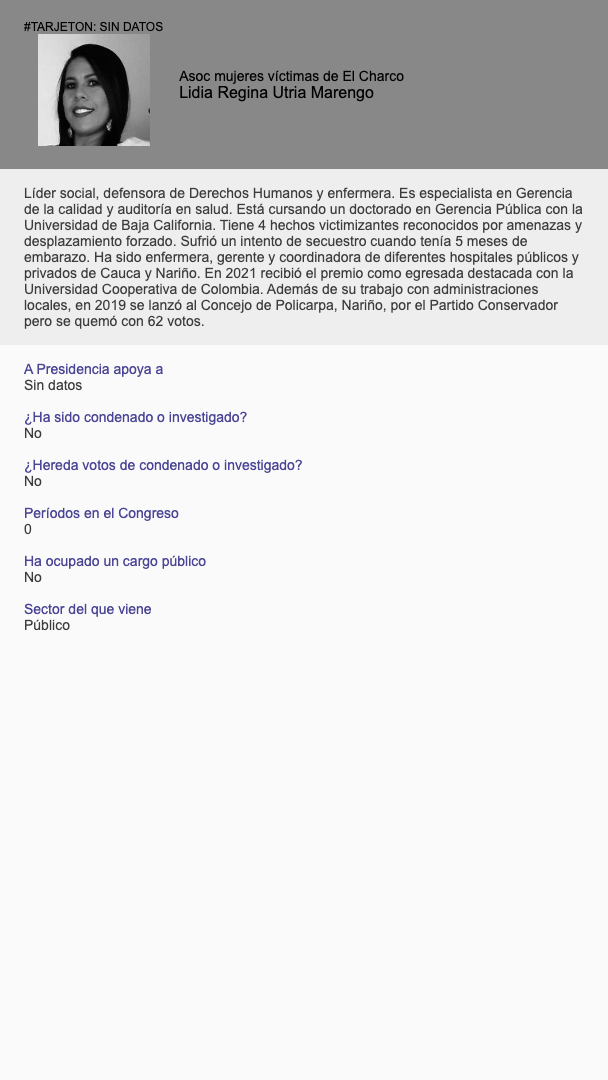 #TARJETON: SIN DATOS
Asoc mujeres víctimas de El Charco
Lidia Regina Utria Marengo
Líder social, defensora de Derechos Humanos y enfermera. Es especialista en Gerencia
de la calidad y auditoría en salud. Está cursando un doctorado en Gerencia Pública con la
Universidad de Baja California. Tiene 4 hechos victimizantes reconocidos por amenazas y
desplazamiento forzado. Sufrió un intento de secuestro cuando tenía 5 meses de
embarazo. Ha sido enfermera, gerente y coordinadora de diferentes hospitales públicos y
privados de Cauca y Nariño. En 2021 recibió el premio como egresada destacada con la
Universidad Cooperativa de Colombia. Además de su trabajo con administraciones
locales, en 2019 se lanzó al Concejo de Policarpa, Nariño, por el Partido Conservador
pero se quemó con 62 votos.
A Presidencia apoya a
Sin datos
¿Ha sido condenado o investigado?
No
¿Hereda votos de condenado o investigado?
No
Períodos en el Congreso
0
Ha ocupado un cargo público
No
Sector del que viene
Público